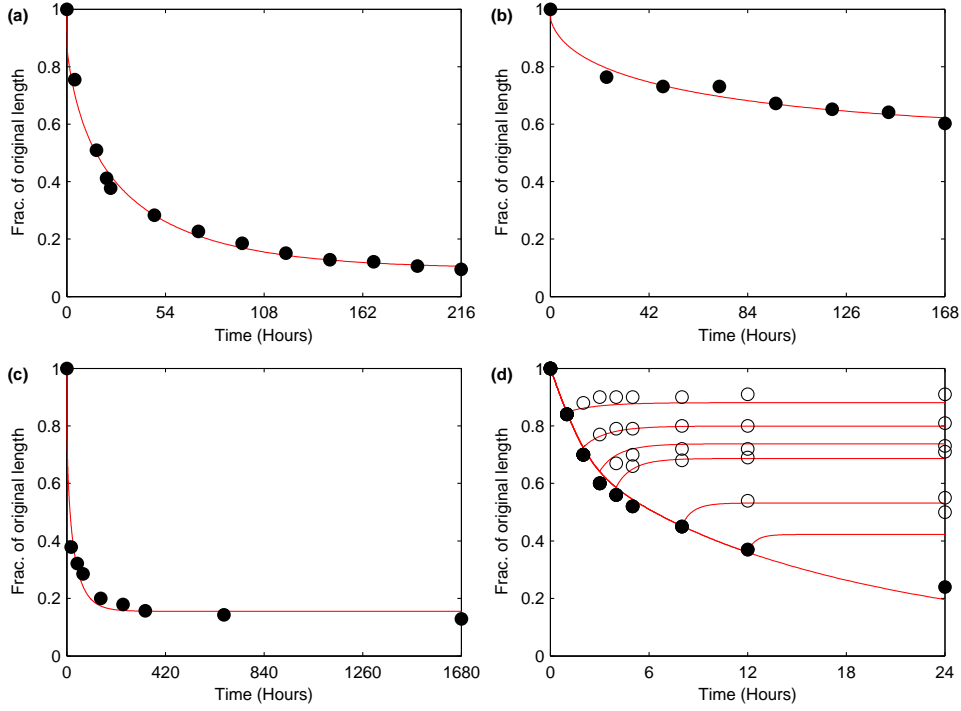 (a)
Frac. of original length
1
0.8
0.6
0.4
0.2
0
0 54 108 162 216
Time (Hours)
(b)
Frac. of original length
1
0.8
0.6
0.4
0.2
0
0 42 84 126 168
Time (Hours)
(c)
Frac. of original length
1
0.8
0.6
0.4
0.2
0
0 420 840 1260 1680
Time (Hours)
(d)
Frac. of original length
1
0.8
0.6
0.4
0.2
0
0 6 12 18 24
Time (Hours)